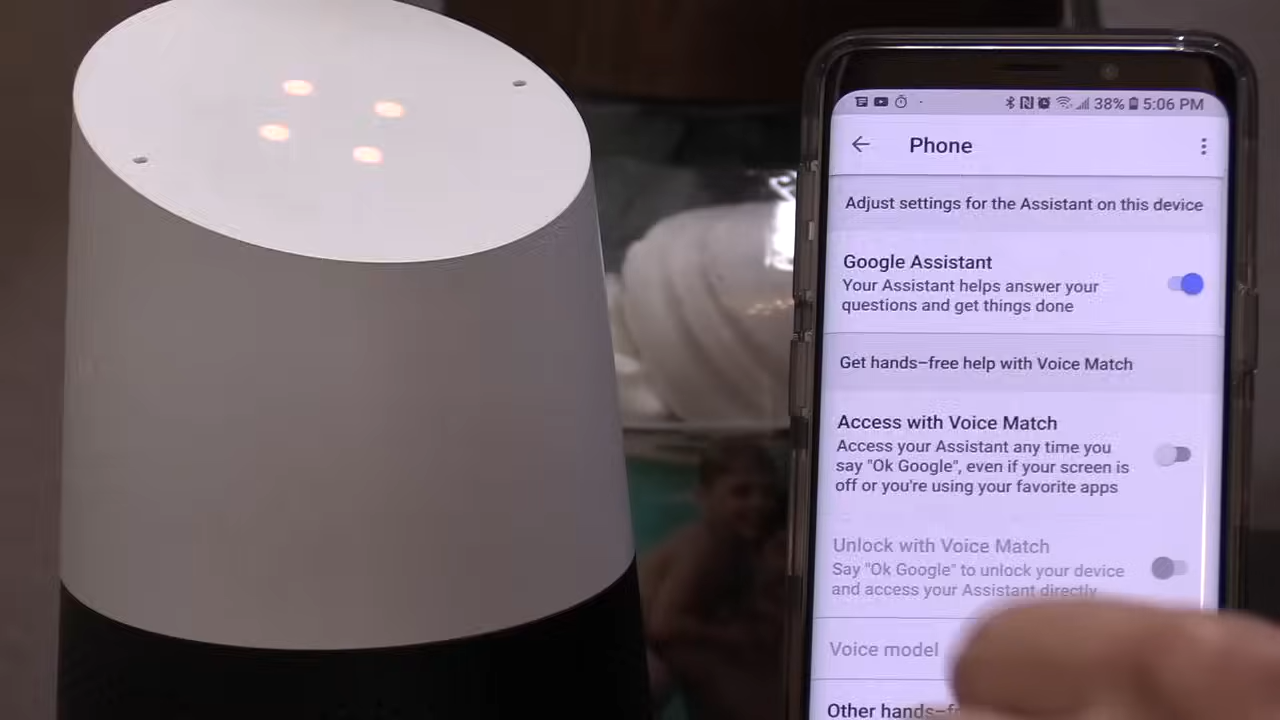 38% 5:06 PM
Phone
Adjust settings for the Assistant on this device
Google Assistant
Your Assistant helps answer your
questions and get things done
Get hands-free help with Voice Match
Access with Voice Match
Access your Assistant any time you
say "Ok Google", even if your screen is
off or you're using your favorite apps
Unlock with Voice Match
Say "Ok Google" to unlock your device
and access your Assistant directly
Voice model
Other